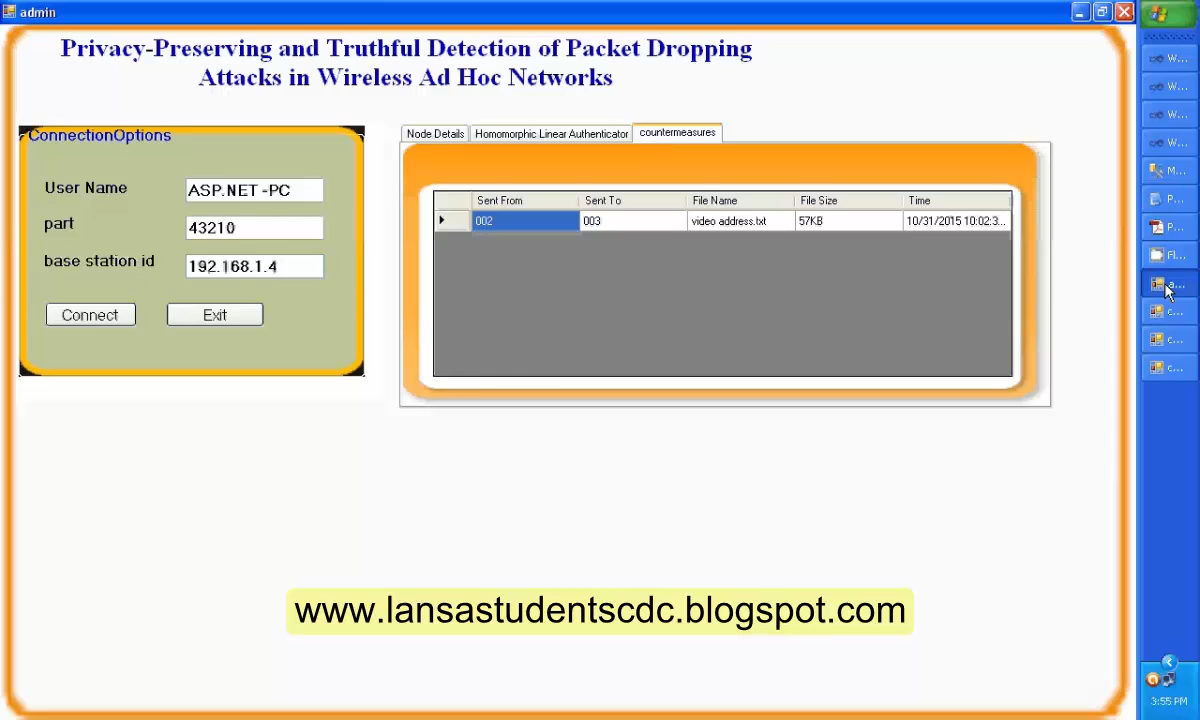 admin
Privacy-Preserving and Truthful Detection of Packet Dropping
Attacks in Wireless Ad Hoc Networks
ConnectionOptions
User Name
ASP.NET -PC
part
43210
base station id
192.168.1.4
Connect
Exit
Node Details
Homomorphic Linear Authenticator
countermeasures
Sent From
Sent To
File Name
File Size
Time
002
003
video address.txt
57KB
10/31/2015 10:02:3...
www.lansastudentscdc.blogspot.com
W...
W...
W...
W...
M...
P...
P...
Fl...
a...
c...
c...
c...
3:55 PM